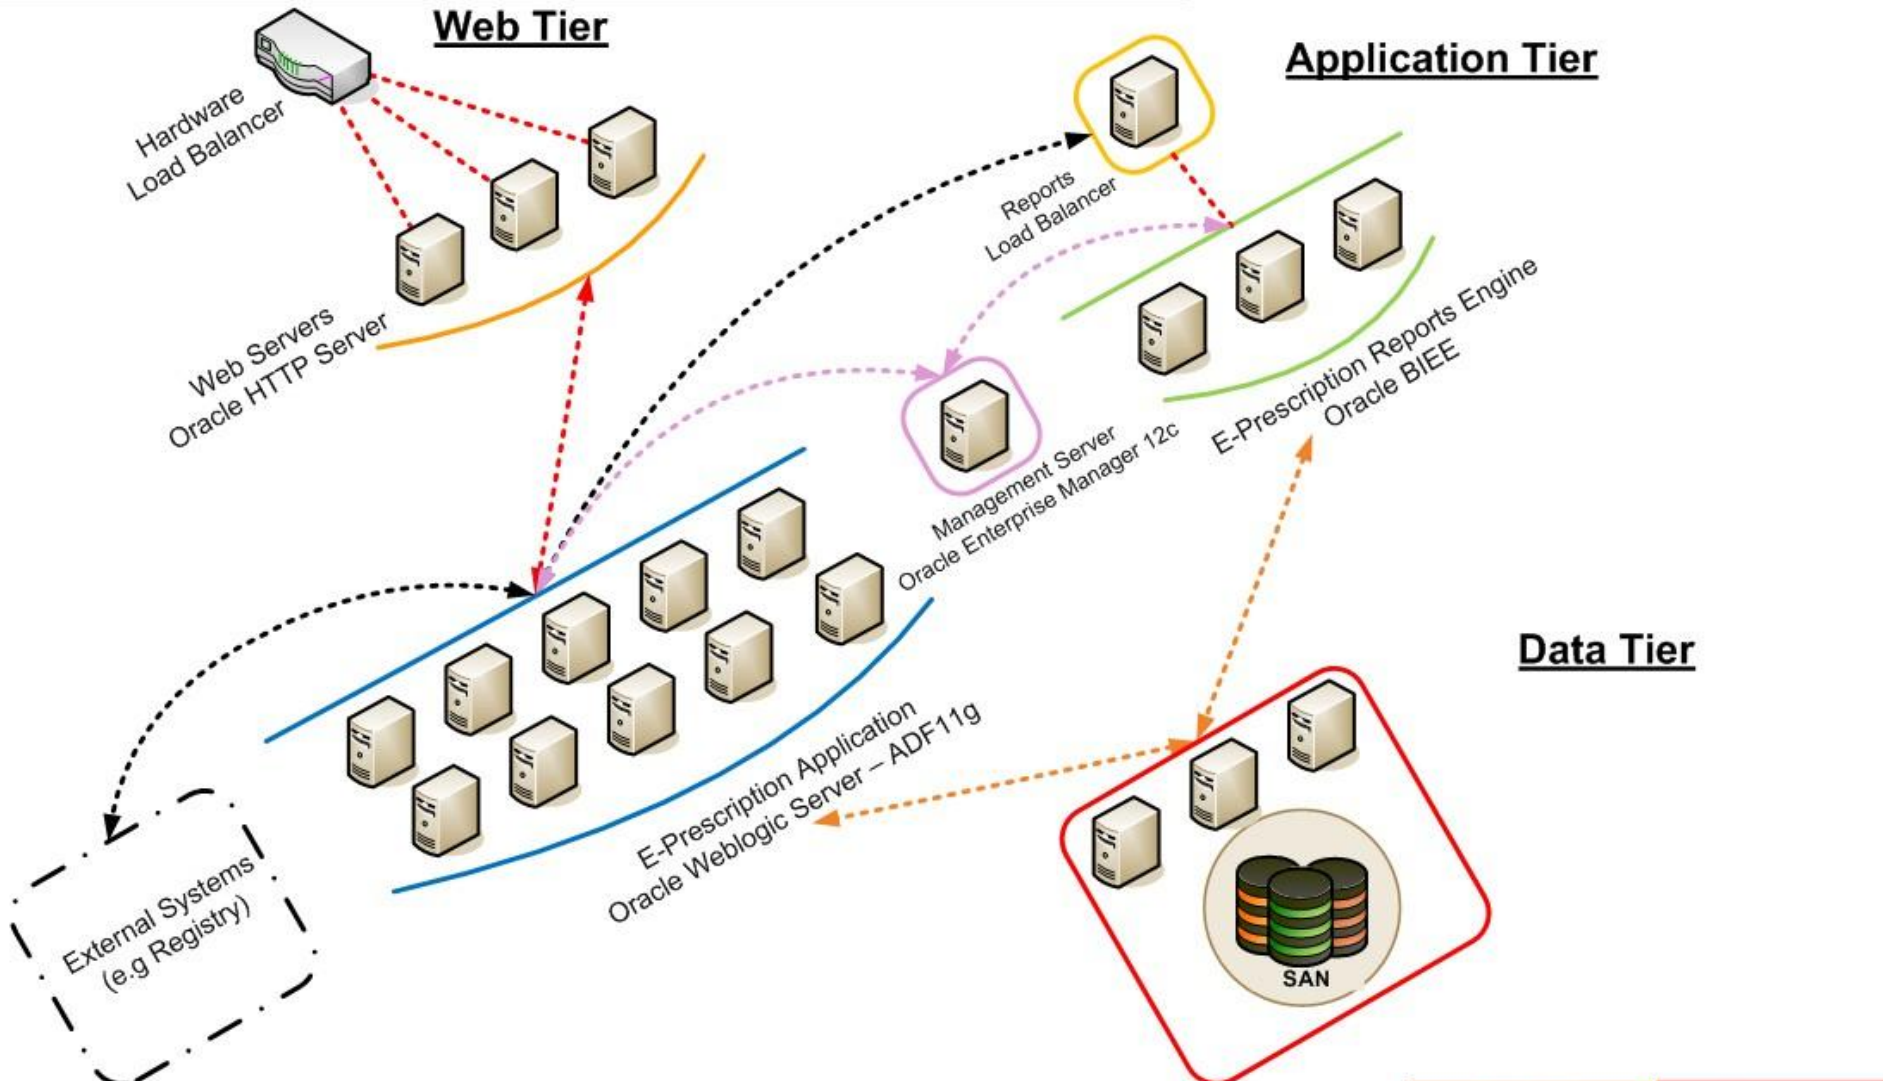 Web Tier
Application Tier
Hardware
Load Balancer
Reports
Load Balancer
Web Servers
Oracle HTTP Server
E-Prescription Reports Engine
Oracle BIEE
Management Server
Oracle Enterprise Manager 12c
Data Tier
E-Prescription Application
Oracle Weblogic Server – ADF11g
External Systems
(e.g Registry)
SAN